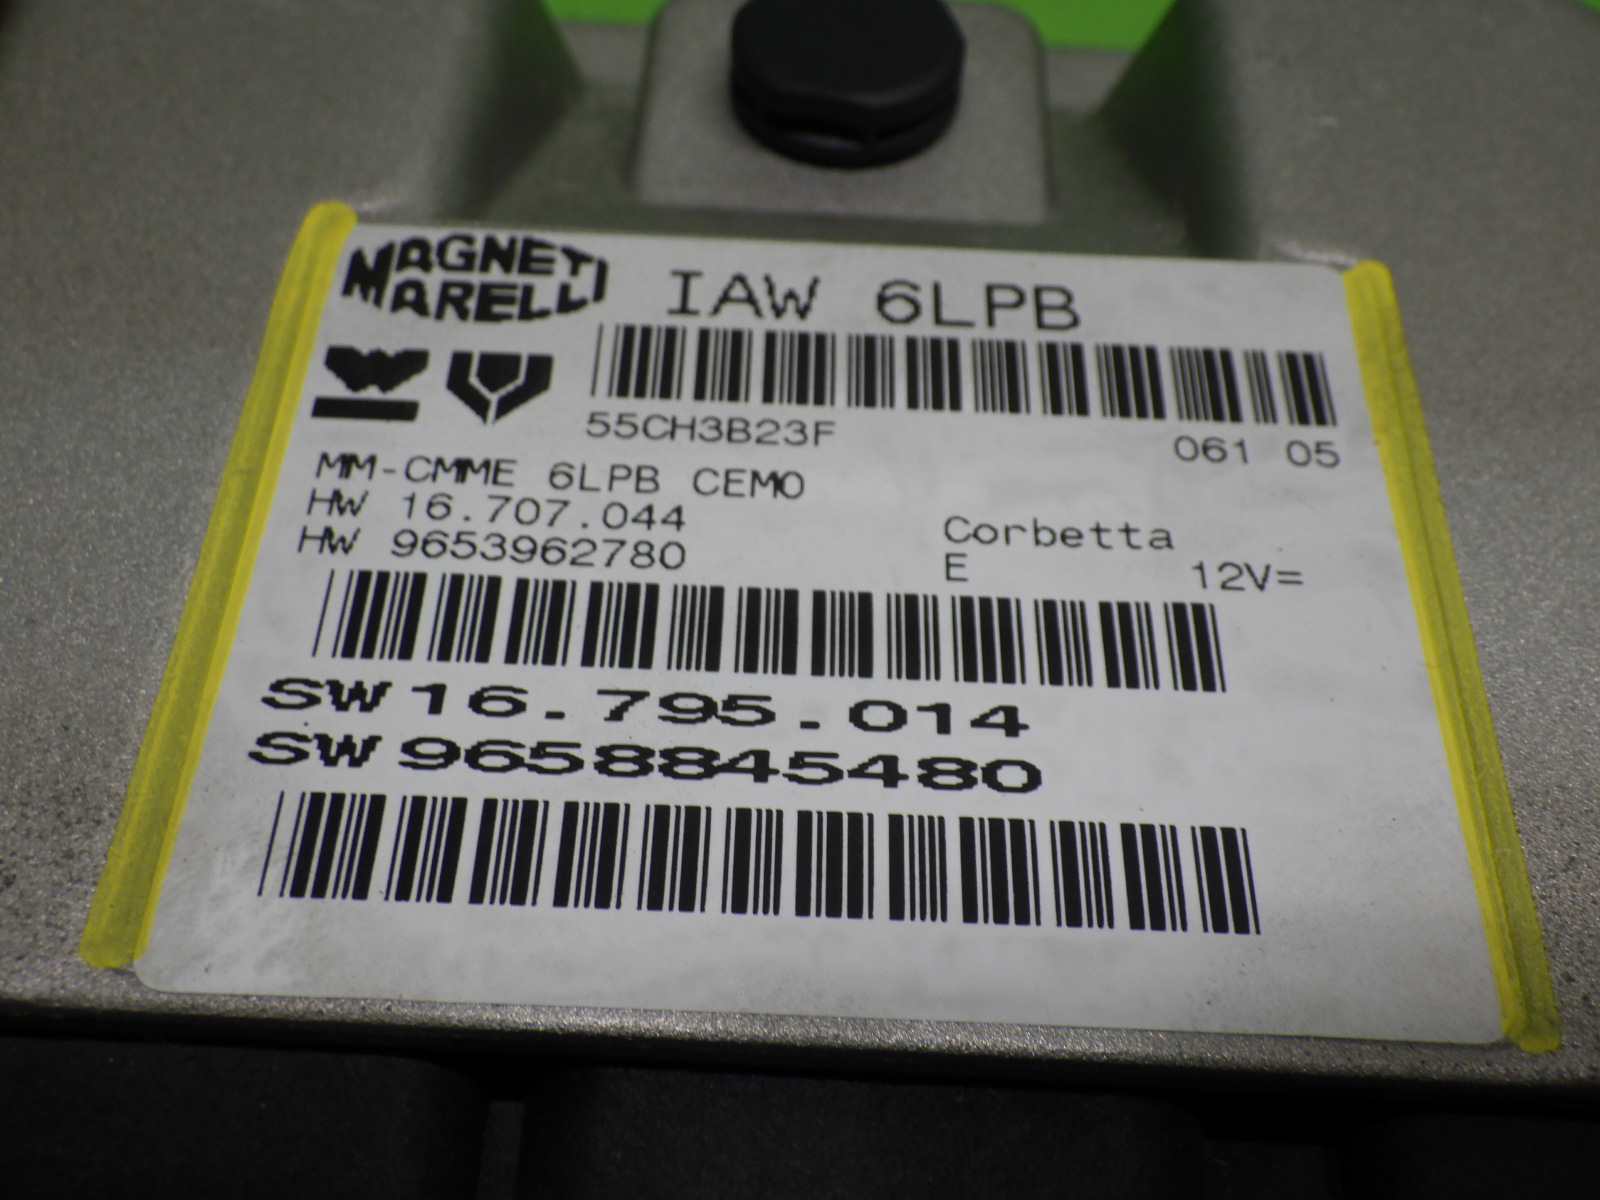 MAGNETI
MARELLI
IAW 6LPB
55CH3B23F
061 05
MM-CMME 6LPB CEMO
HW 16.707.044
HW 9653962780
Corbetta
E 12V=
SW 16.795.014
SW 9658845480